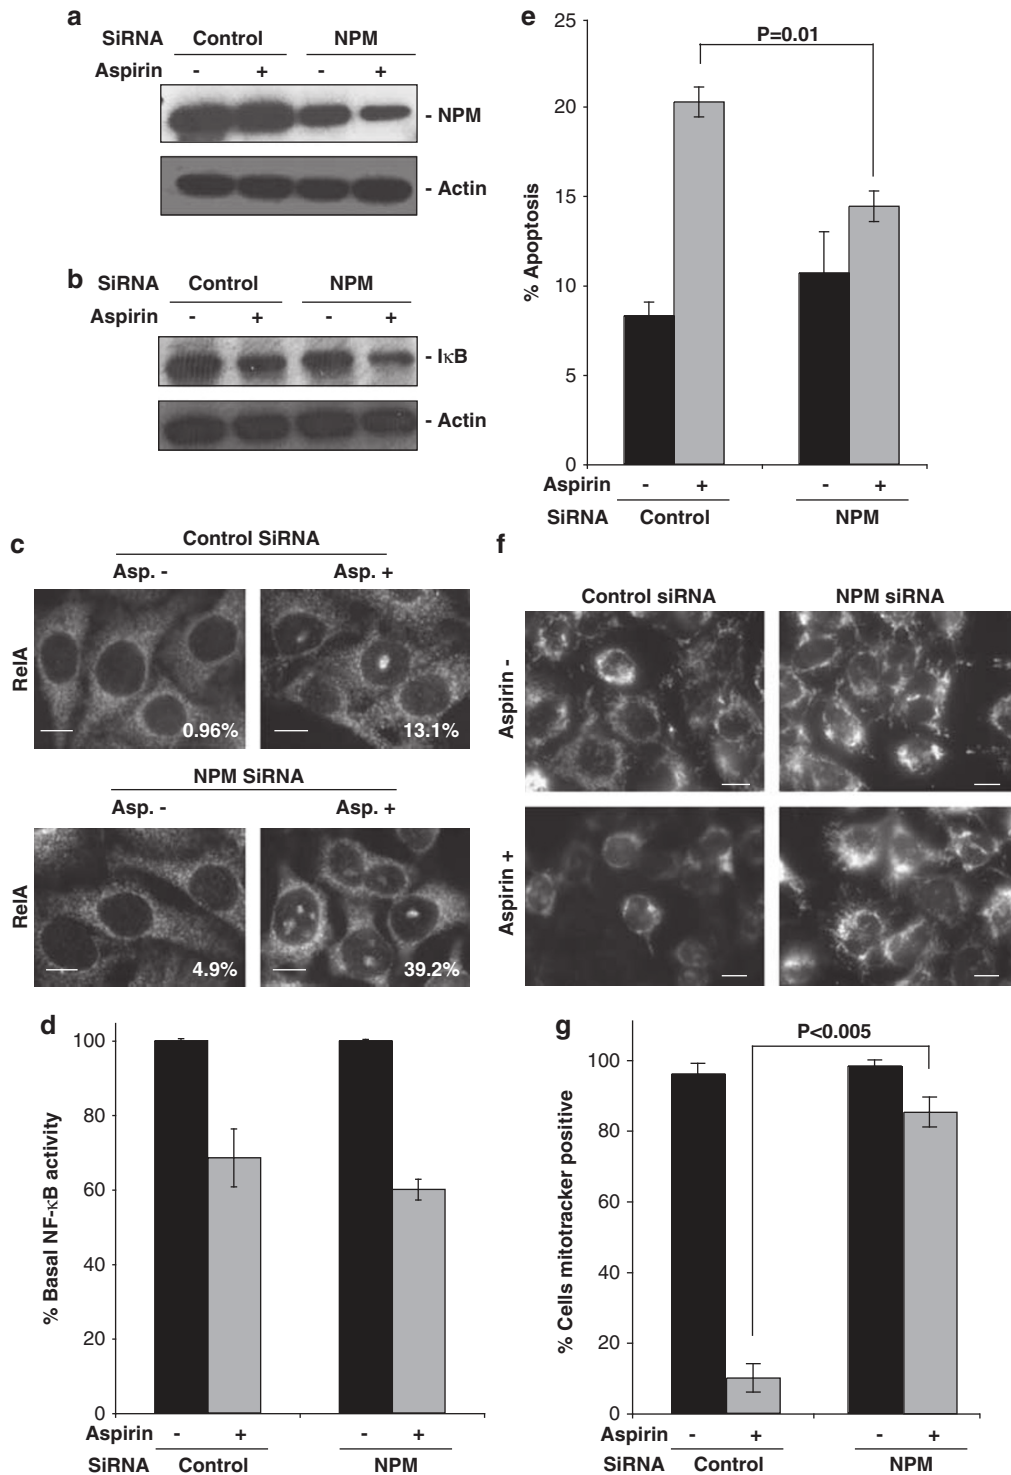 a
SiRNA Control NPM
Aspirin - + - +
- NPM
- Actin
b
SiRNA Control NPM
Aspirin - + - +
- IκB
- Actin
c
Control SiRNA
Asp. - Asp. +
RelA
0.96% 13.1%
NPM SiRNA
Asp. - Asp. +
RelA
4.9% 39.2%
d
% Basal NF-κB activity
100
80
60
40
20
0
Aspirin - + - +
SiRNA Control NPM
e
% Apoptosis
25
20
15
10
5
0
P=0.01
Aspirin - + - +
SiRNA Control NPM
f
Control siRNA NPM siRNA
Aspirin -
Aspirin +
g
% Cells mitotracker positive
100
80
60
40
20
0
P<0.005
Aspirin - + - +
SiRNA Control NPM